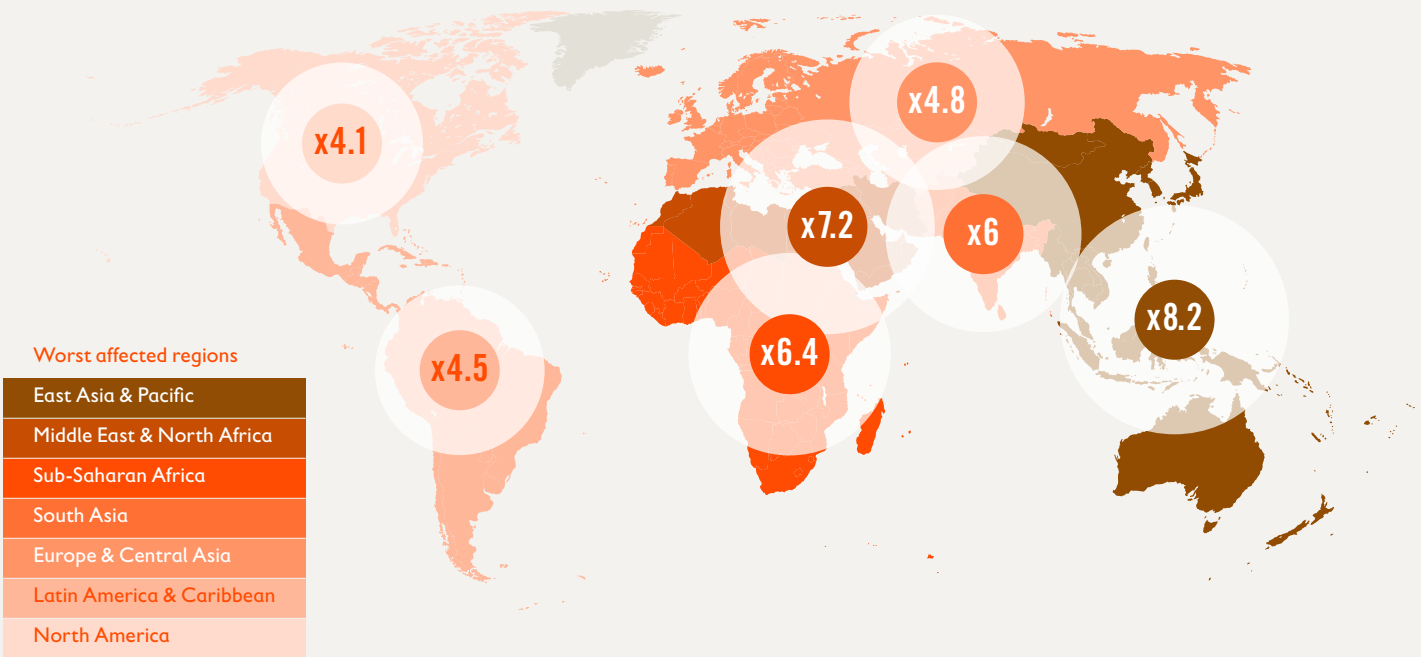 x4.1
x4.8
x7.2
x6
x8.2
x6.4
x4.5
Worst affected regions
East Asia & Pacific
Middle East & North Africa
Sub-Saharan Africa
South Asia
Europe & Central Asia
Latin America & Caribbean
North America